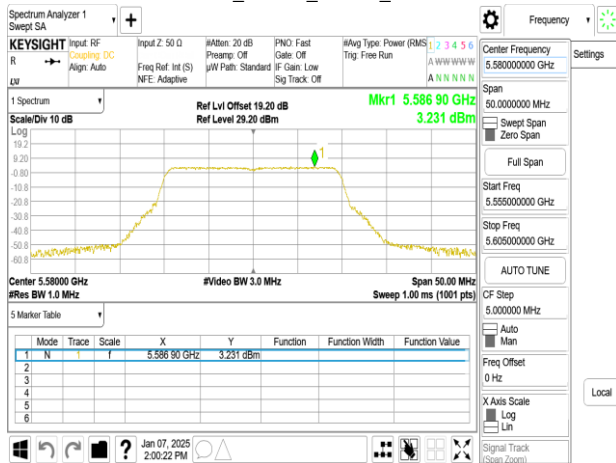 Spectrum Analyzer 1
Swept SA
+
Frequency
KEYSIGHT Input: RF Input Z: 50 Ω #Atten: 20 dB PNO: Fast #Avg Type: Power (RMS 1 2 3 4 5 6
R Coupling: DC Preamp: Off Gate: Off Trig: Free Run A W W W W W
Align: Auto Freq Ref: Int (S) µW Path: Standard IF Gain: Low
NFE: Adaptive Sig Track: Off A N N N N N
LXI
1 Spectrum
Scale/Div 10 dB
Ref Lvl Offset 19.20 dB
Ref Level 29.20 dBm
Mkr1 5.586 90 GHz
3.231 dBm
Log
19.2
9.20
-0.80
-10.8
-20.8
-30.8
-40.8
-50.8
-60.8
1
Center 5.58000 GHz #Video BW 3.0 MHz Span 50.00 MHz
#Res BW 1.0 MHz Sweep 1.00 ms (1001 pts)
5 Marker Table
Mode Trace Scale X Y Function Function Width Function Value
1 N 1 f 5.586 90 GHz 3.231 dBm
2
3
4
5
6
Jan 07, 2025
2:00:22 PM
?
Center Frequency
5.580000000 GHz
Span
50.0000000 MHz
Swept Span
Zero Span
Full Span
Start Freq
5.555000000 GHz
Stop Freq
5.605000000 GHz
AUTO TUNE
CF Step
5.000000 MHz
Auto
Man
Freq Offset
0 Hz
X Axis Scale
Log
Lin
Signal Track
(Span Zoom)
Settings
Local